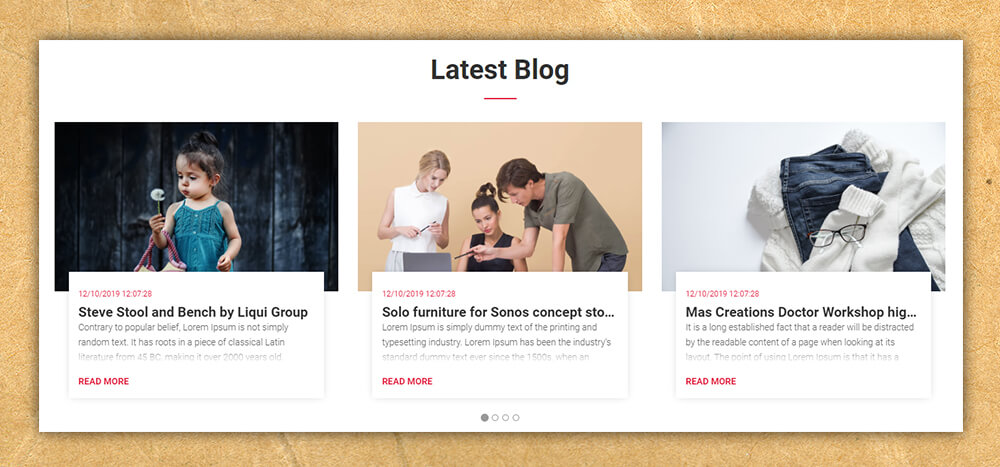 Latest Blog
12/10/2019 12:07:28
Steve Stool and Bench by Liqui Group
Contrary to popular belief, Lorem Ipsum is not simply
random text. It has roots in a piece of classical Latin
literature from 45 BC, making it over 2000 years old.
READ MORE
12/10/2019 12:07:28
Solo furniture for Sonos concept sto...
Lorem Ipsum is simply dummy text of the printing and
typesetting industry. Lorem Ipsum has been the industry's
standard dummy text ever since the 1500s, when an
READ MORE
12/10/2019 12:07:28
Mas Creations Doctor Workshop hig...
It is a long established fact that a reader will be distracted
by the readable content of a page when looking at its
layout. The point of using Lorem Ipsum is that it has a
READ MORE